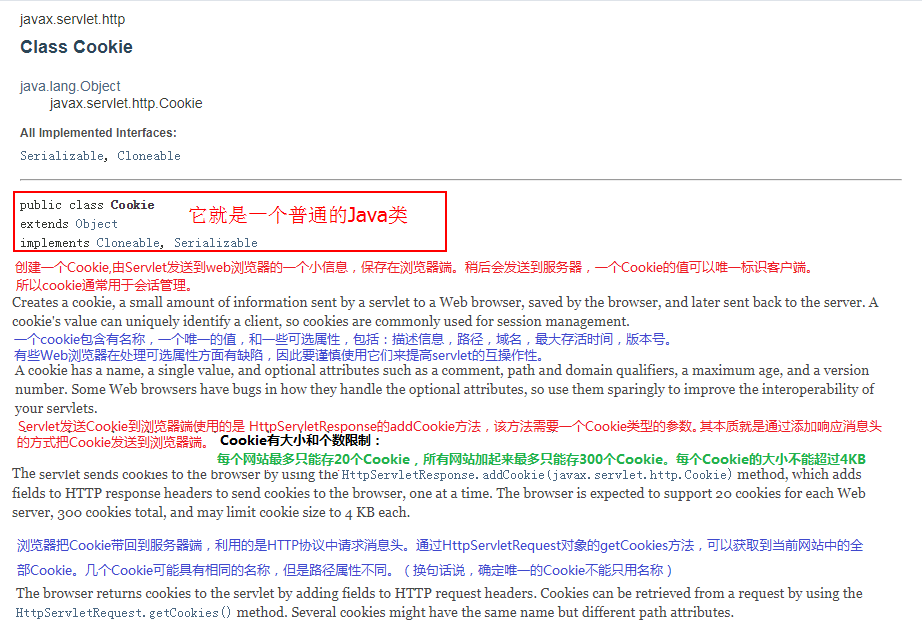 javax.servlet.http
Class Cookie
java.lang.Object
javax.servlet.http.Cookie
All Implemented Interfaces:
Serializable, Cloneable
public class Cookie
它就是一个普通的Java类
extends Object
implements Cloneable, Serializable
创建一个Cookie,由Servlet发送到web浏览器的一个小信息，保存在浏览器端。稍后会发送到服务器，一个Cookie的值可以唯一标识客户端。
所以cookie通常用于会话管理。
Creates a cookie, a small amount of information sent by a servlet to a Web browser, saved by the browser, and later sent back to the server. A
cookie's value can uniquely identify a client, so cookies are commonly used for session management.
一个cookie包含有名称，一个唯一的值，和一些可选属性，包括：描述信息，路径，域名，最大存活时间，版本号。
有些Web浏览器在处理可选属性方面有缺陷，因此要谨慎使用它们来提高servlet的互操作性。
A cookie has a name, a single value, and optional attributes such as a comment, path and domain qualifiers, a maximum age, and a version
number. Some Web browsers have bugs in how they handle the optional attributes, so use them sparingly to improve the interoperability of
your servlets.
Servlet发送Cookie到浏览器端使用的是 HttpServletResponse的addCookie方法，该方法需要一个Cookie类型的参数。其本质就是通过添加响应消息头
的方式把Cookie发送到浏览器端。 Cookie有大小和个数限制：
每个网站最多只能存20个Cookie，所有网站加起来最多只能存300个Cookie。每个Cookie的大小不能超过4KB
The servlet sends cookies to the browser by using the HttpServletResponse.addCookie(javax.servlet.http.Cookie) method, which adds
fields to HTTP response headers to send cookies to the browser, one at a time. The browser is expected to support 20 cookies for each Web
server, 300 cookies total, and may limit cookie size to 4 KB each.
浏览器把Cookie带回到服务器端，利用的是HTTP协议中请求消息头。通过HttpServletRequest对象的getCookies方法，可以获取到当前网站中的全
部Cookie。几个Cookie可能具有相同的名称，但是路径属性不同。（换句话说，确定唯一的Cookie不能只用名称）
The browser returns cookies to the servlet by adding fields to HTTP request headers. Cookies can be retrieved from a request by using the
HttpServletRequest.getCookies() method. Several cookies might have the same name but different path attributes.